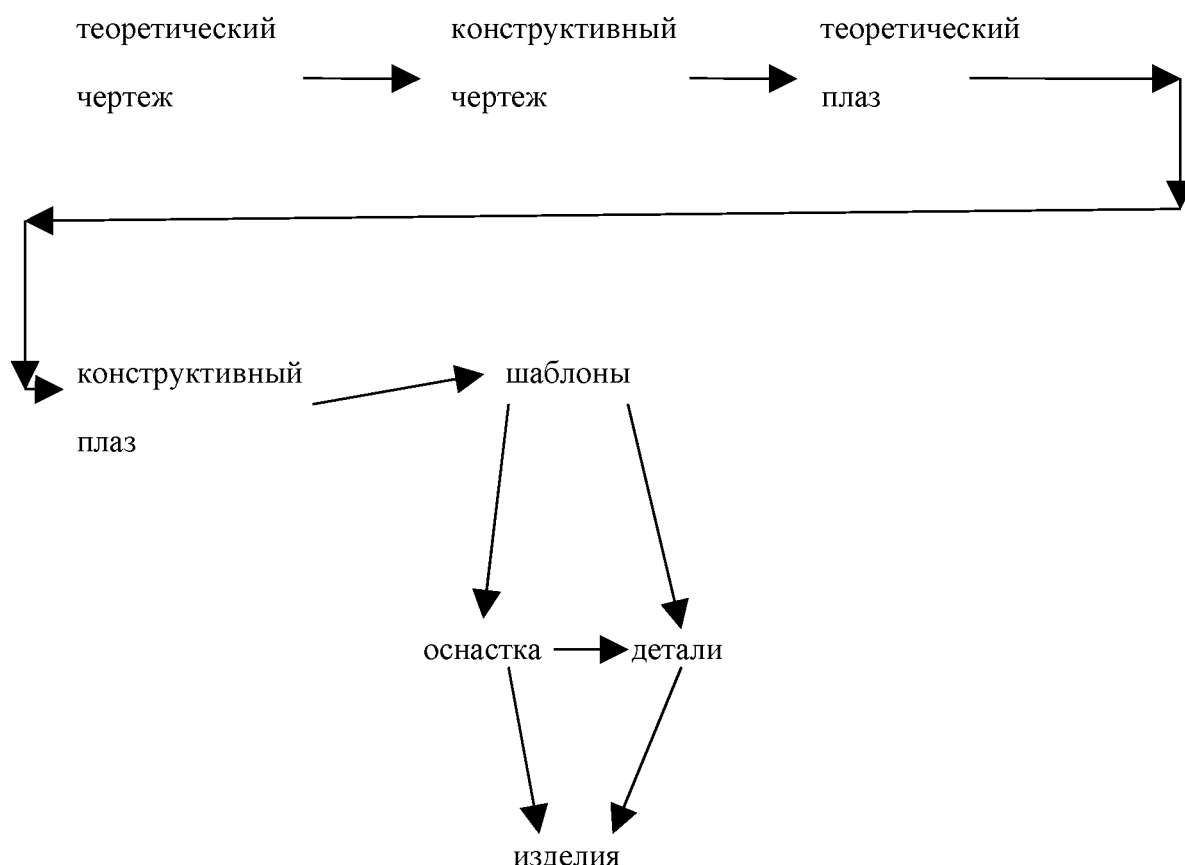 теоретический конструктивный теоретический
чертеж чертеж плаз
конструктивный шаблоны
плаз
оснастка детали
изделия